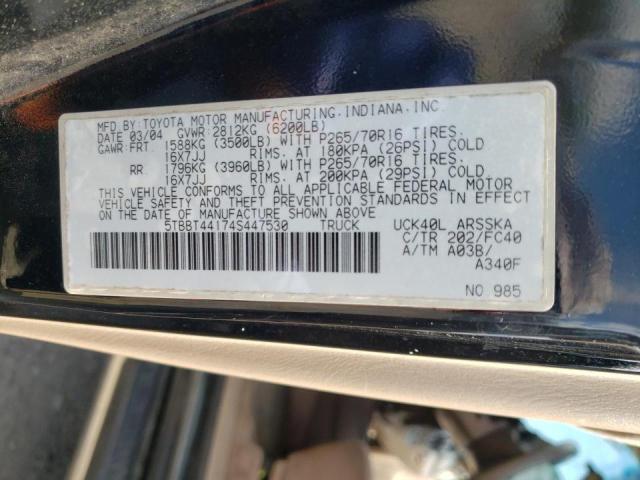 MFD.BY:TOYOTA MOTOR MANUFACTURING.INDIANA.INC.
DATE 03/04 GVWR:2812KG (6200LB)
GAWR:FRT 1588KG (3500LB) WITH P265/70R16 TIRES.
16X7JJ RIMS. AT 180KPA (26PSI) COLD
RR 1796KG (3960LB) WITH P265/70R16 TIRES.
16X7JJ RIMS. AT 200KPA (29PSI) COLD
THIS VEHICLE CONFORMS TO ALL APPLICABLE FEDERAL MOTOR
VEHICLE SAFETY AND THEFT PREVENTION STANDARDS IN EFFECT
ON THE DATE OF MANUFACTURE SHOWN ABOVE
5TBBT44174S447530 TRUCK UCK40L ARSSKA
C/TR 202/FC40
A/TM A03B/
A340F
NO 985